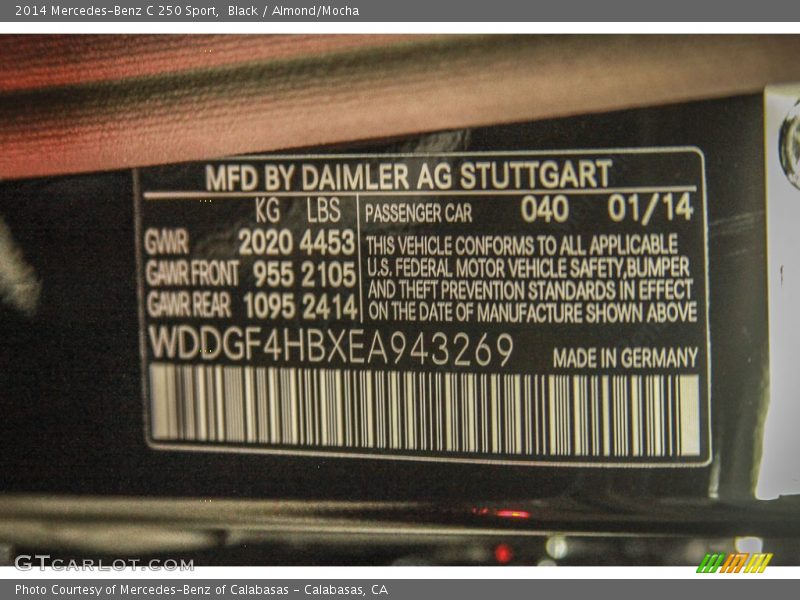 2014 Mercedes-Benz C 250 Sport, Black / Almond/Mocha
MFD BY DAIMLER AG STUTTGART
KG LBS PASSENGER CAR 040 01/14
GVWR 2020 4453 THIS VEHICLE CONFORMS TO ALL APPLICABLE
GAWR FRONT 955 2105 U.S. FEDERAL MOTOR VEHICLE SAFETY,BUMPER
GAWR REAR 1095 2414 AND THEFT PREVENTION STANDARDS IN EFFECT
ON THE DATE OF MANUFACTURE SHOWN ABOVE
WDDGF4HBXEA943269 MADE IN GERMANY
GTCARLOT.COM
Photo Courtesy of Mercedes-Benz of Calabasas - Calabasas, CA